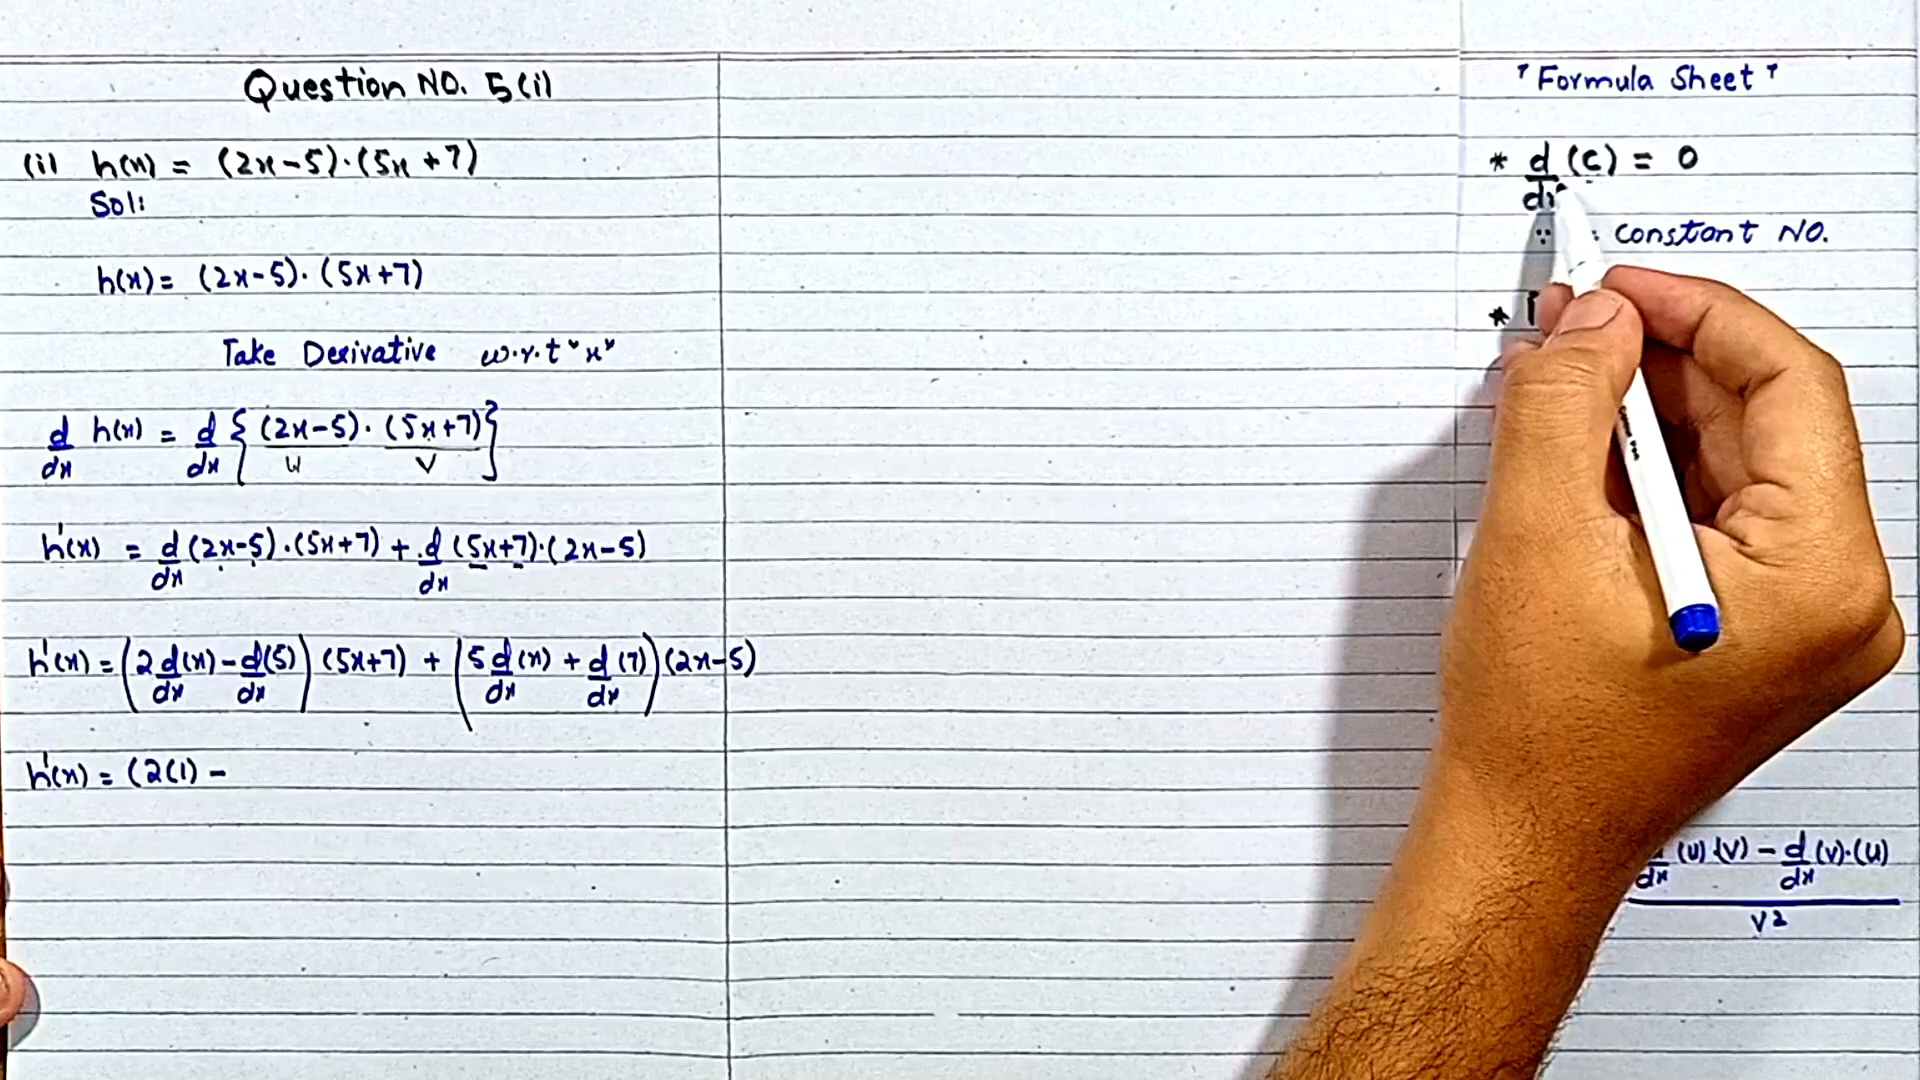 Question NO. 5(i)
(i) h(x) = (2x-5)·(5x+7)
Sol:
h(x) = (2x-5)·(5x+7)
Take Derivative w.r.t "x"
d/dx h(x) = d/dx { (2x-5)·(5x+7) }
u v
h'(x) = d/dx (2x-5)·(5x+7) + d/dx (5x+7)·(2x-5)
h'(x) = (2 d/dx (x) - d/dx (5)) (5x+7) + (5 d/dx (x) + d/dx (7)) (2x-5)
h'(x) = (2(1) -
"Formula Sheet"
* d/dx (c) = 0
∵ constant NO.
*
(u)·(v) - d/dx (v)·(u)
dx
v2